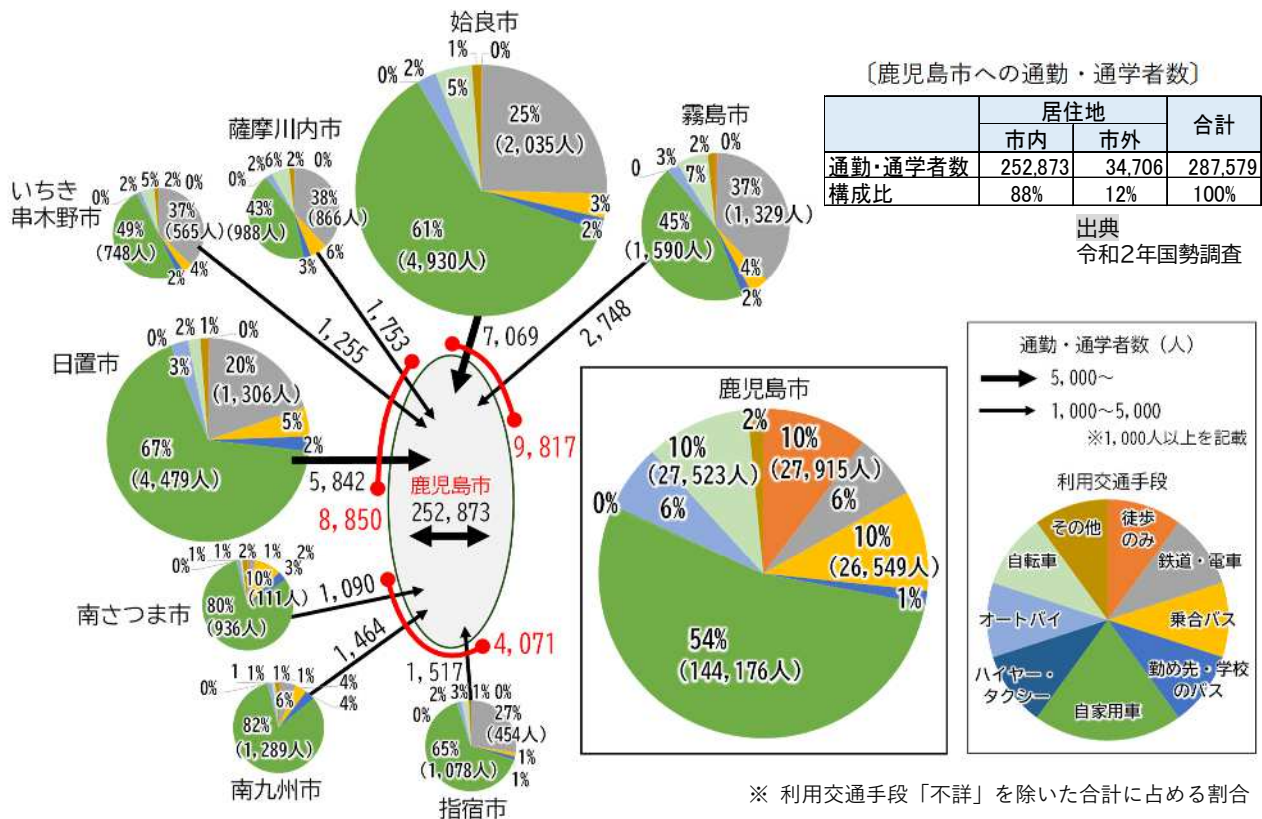 姶良市
1% 0%
0% 2%
5%
25%
(2,035人)
3%
2%
61%
(4,930人)
薩摩川内市
2% 6% 2% 0%
0%
38%
(866人)
43%
(988人)
6%
3%
霧島市
2% 0%
3%
0
7%
37%
(1,329人)
45%
(1,590人)
4%
2%
いちき
串木野市
2% 5% 2% 0%
0%
37%
(565人)
49%
(748人)
4%
2%
〔鹿児島市への通勤・通学者数〕
居住地 合計
市内 市外
通勤・通学者数 252,873 34,706 287,579
構成比 88% 12% 100%
出典
令和2年国勢調査
1,255
1,753
7,069
2,748
日置市
0% 2% 1% 0%
3%
20%
(1,306人)
5%
2%
67%
(4,479人)
5,842
8,850
9,817
鹿児島市
252,873
南さつま市
1% 1% 2% 1% 2%
0%
3%
10%
(111人)
80%
(936人)
1,090
1,464
4,071
1,517
南九州市
1 1% 1% 1%
0%
4%
4%
6%
82%
(1,289人)
指宿市
2% 3% 1% 0%
0%
27%
(454人)
65%
(1,078人)
1%
1%
鹿児島市
2%
10%
(27,915人)
10%
(27,523人)
6%
6%
0%
10%
(26,549人)
1%
54%
(144,176人)
通勤・通学者数(人)
5,000~
1,000~5,000
※1,000人以上を記載
利用交通手段
その他
徒歩
のみ
自転車
鉄道・電車
オートバイ
乗合バス
ハイヤー・
タクシー
勤め先・学校
のバス
自家用車
※ 利用交通手段「不詳」を除いた合計に占める割合